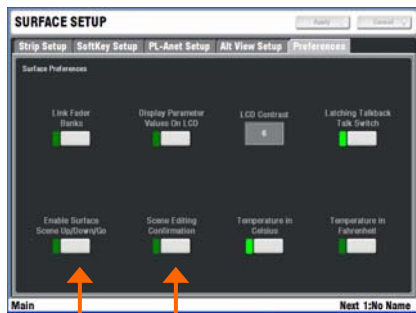 SURFACE SETUP
Apply
Cancel
Strip Setup SoftKey Setup PL-Anet Setup Alt View Setup Preferences
Surface Preferences
Link Fader Banks
Display Parameter Values On LCD
LCD Contrast
6
Latching Talkback Talk Switch
Enable Surface Scene Up/Down/Go
Scene Editing Confirmation
Temperature in Celsius
Temperature in Fahrenheit
Main
Next 1:No Name